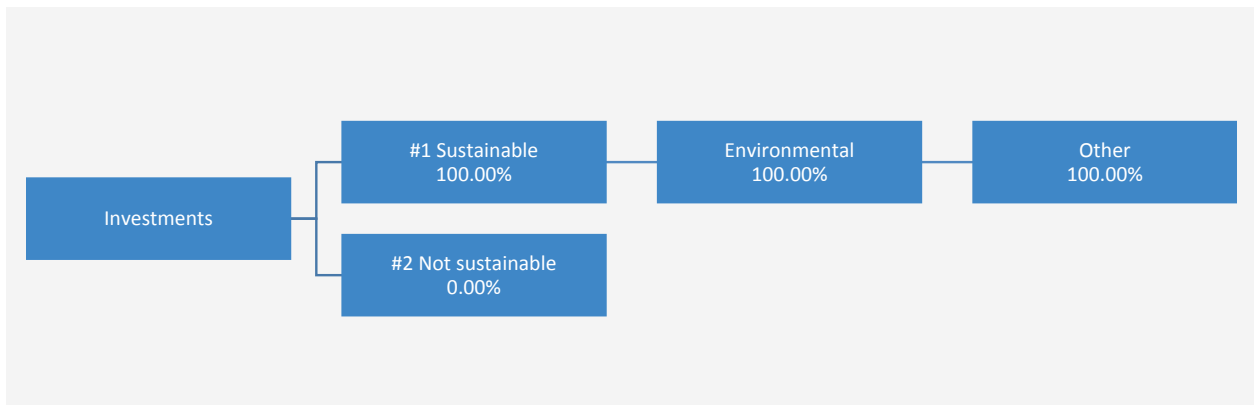 Investments
#1 Sustainable
100.00%
Environmental
100.00%
Other
100.00%
#2 Not sustainable
0.00%